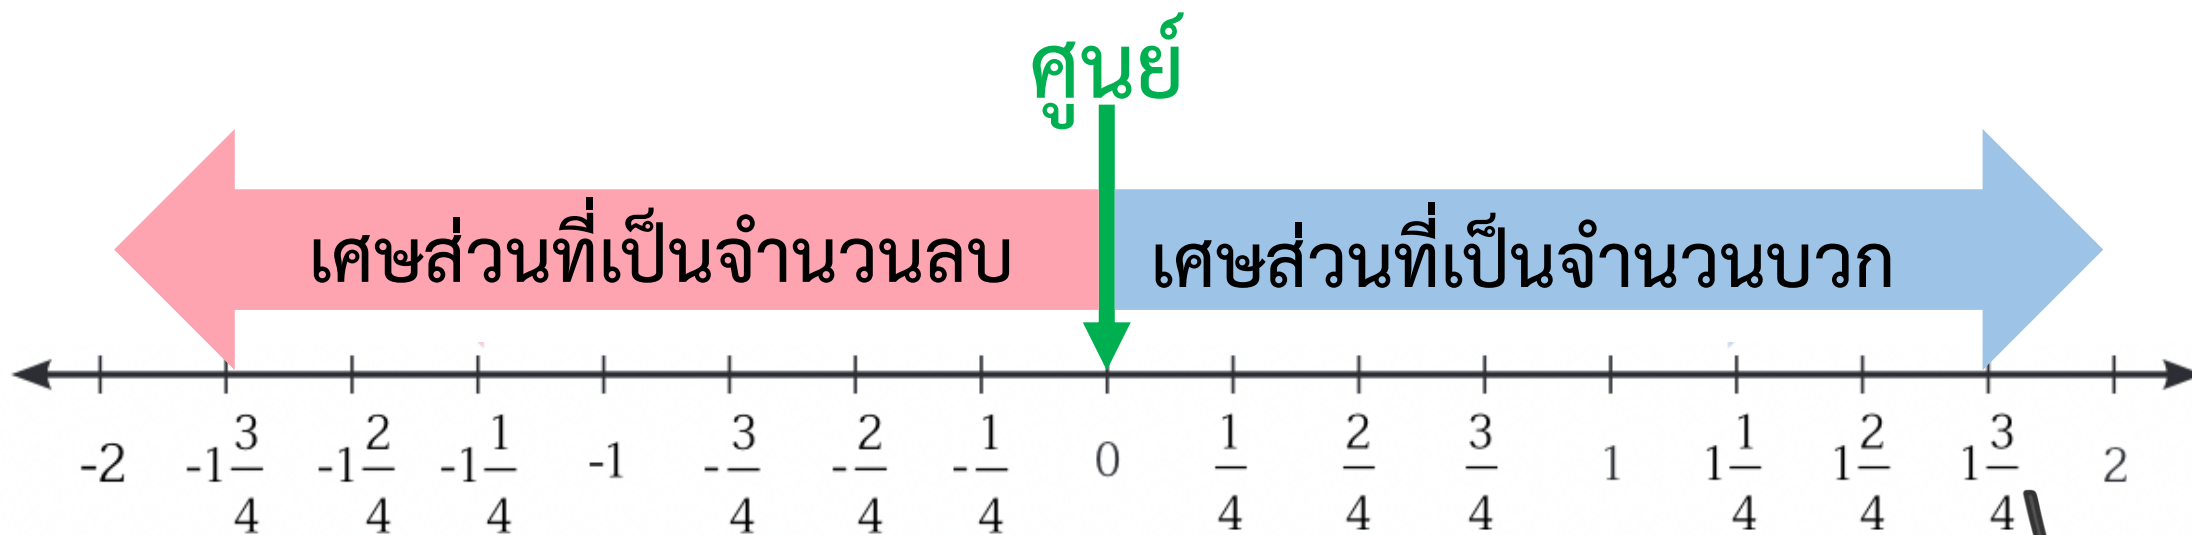 ศูนย์
เศษส่วนที่เป็นจำนวนลบ เศษส่วนที่เป็นจำนวนบวก
-2 -1 3/4 -1 2/4 -1 1/4 -1 -3/4 -2/4 -1/4 0 1/4 2/4 3/4 1 1 1/4 1 2/4 1 3/4 2